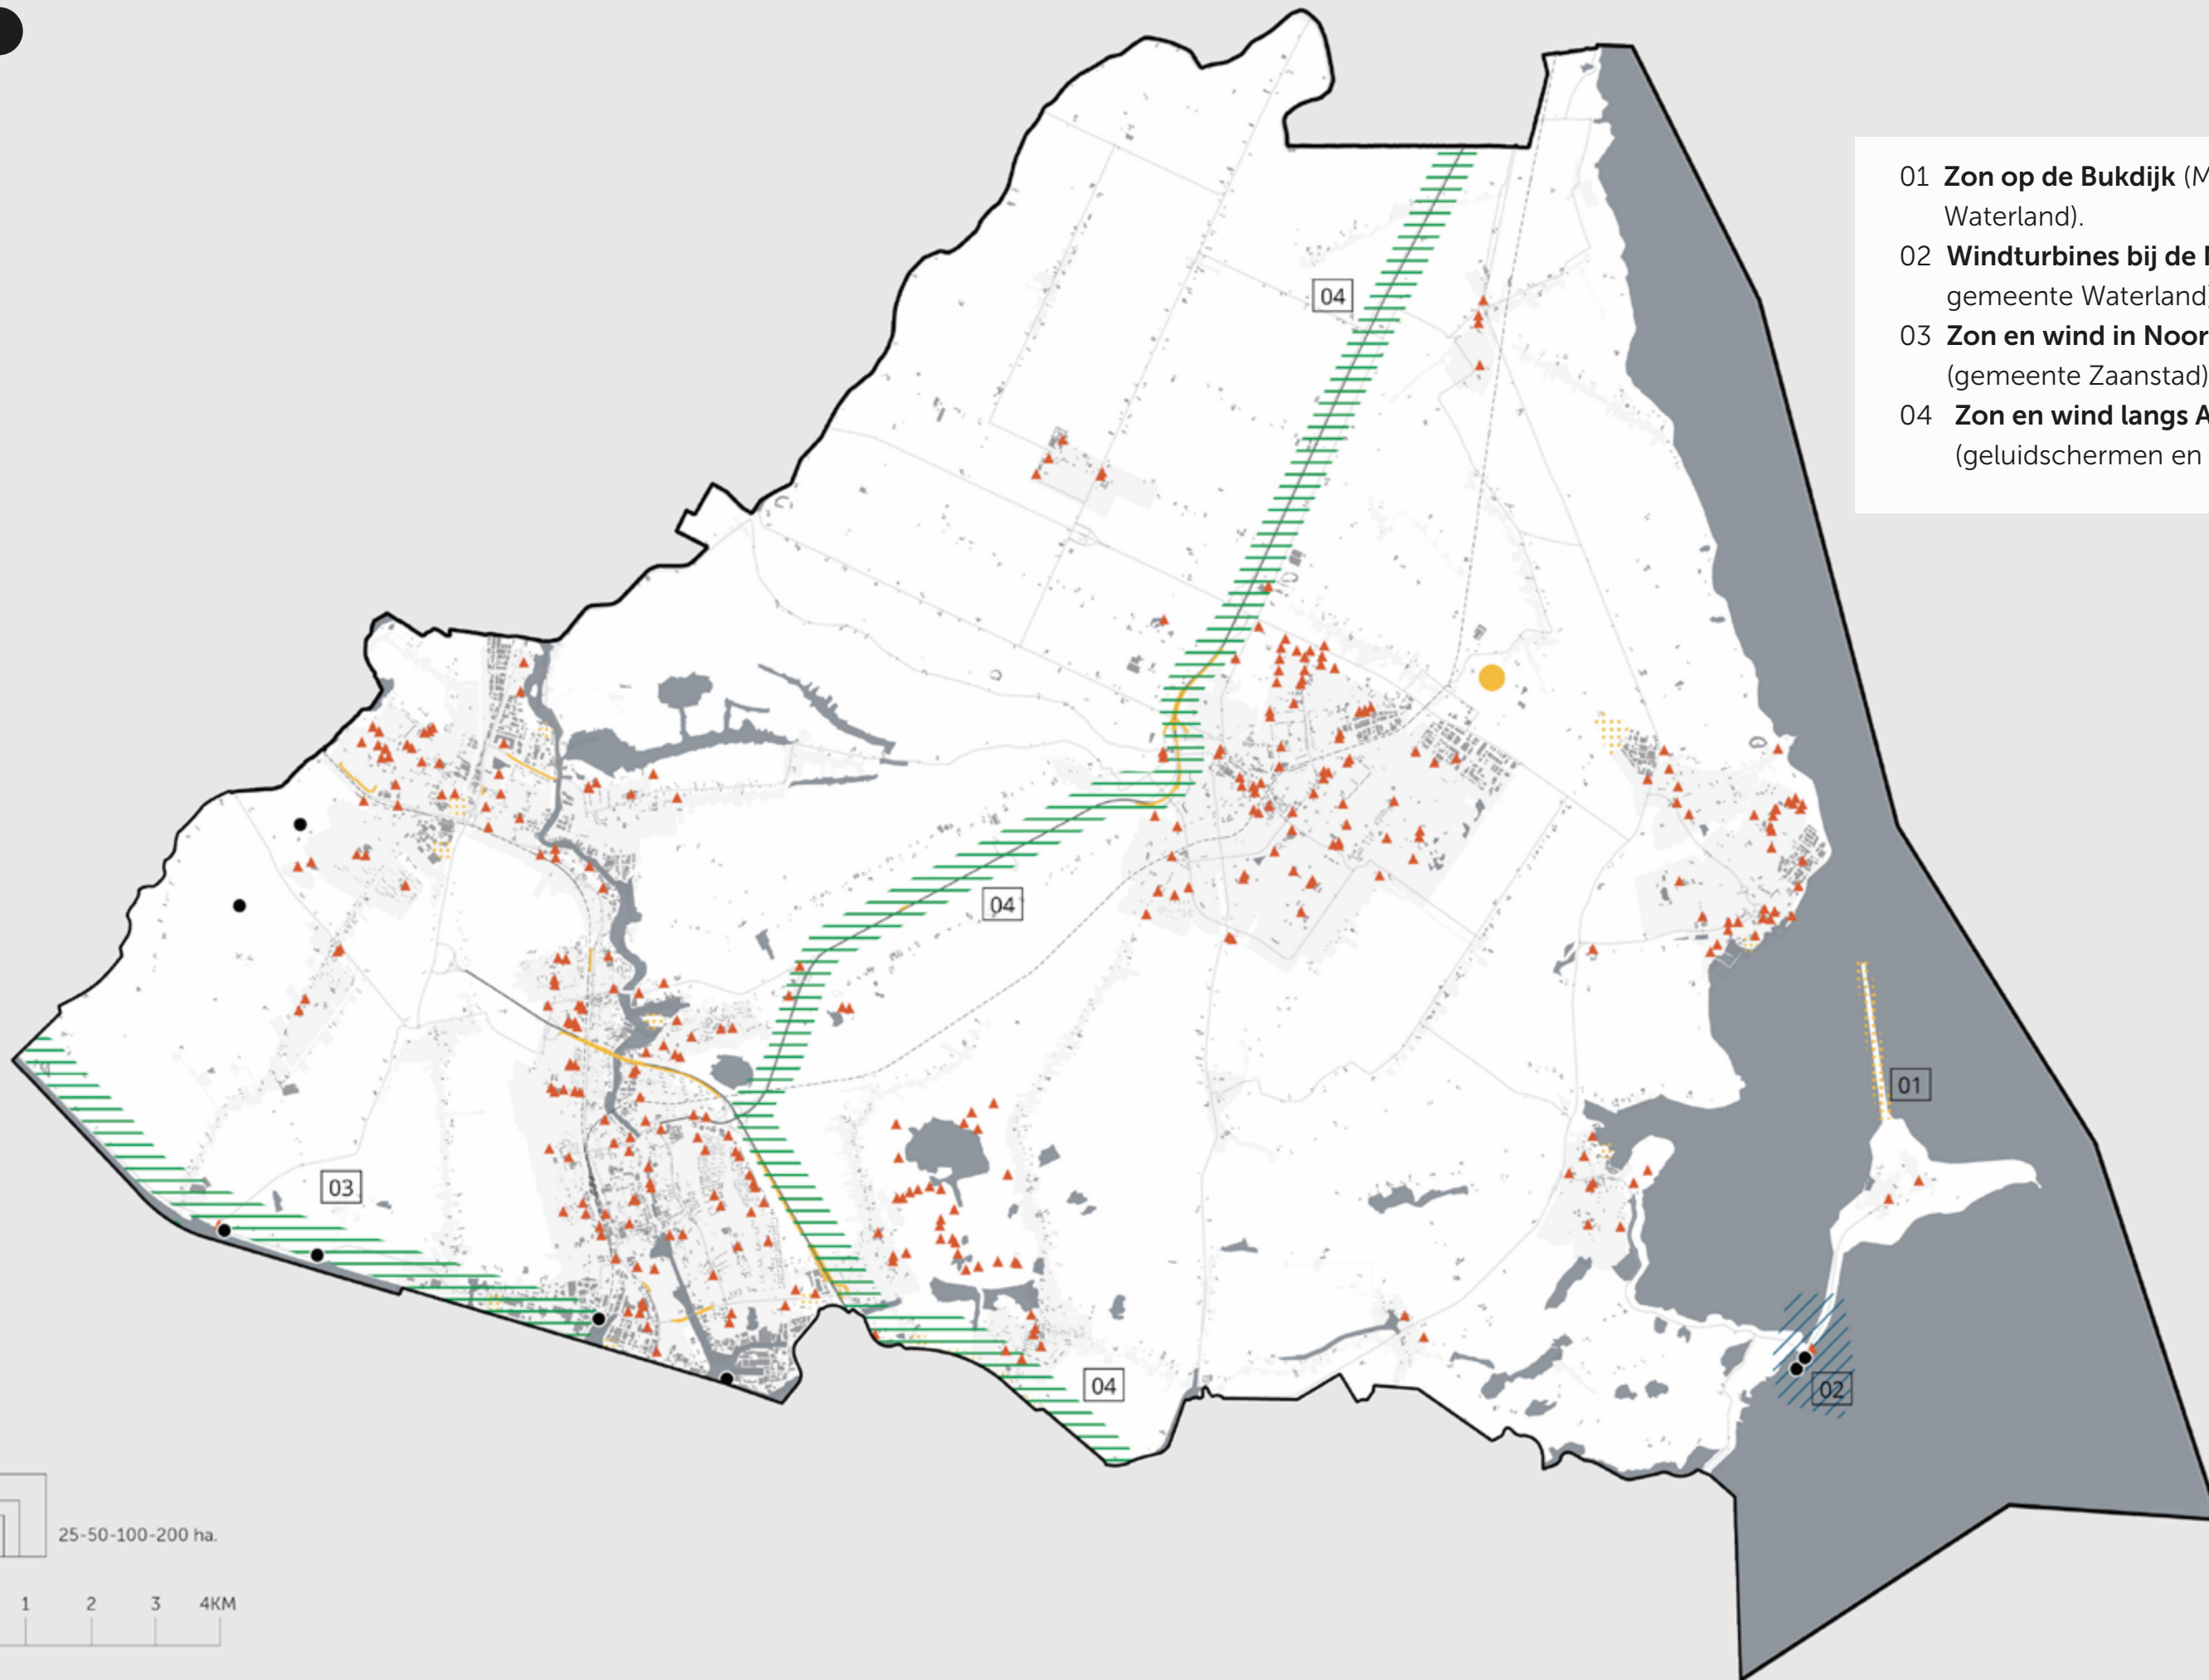 01 Zon op de Bukdijk
Waterland).
02 Windturbines bij de
gemeente Waterland)
03 Zon en wind in
(gemeente Zaanstad)
04 Zon en wind langs
(geluidschermen en
04
04
01
03
04
02
25-50-100-200 ha.
1 2 3 4KM